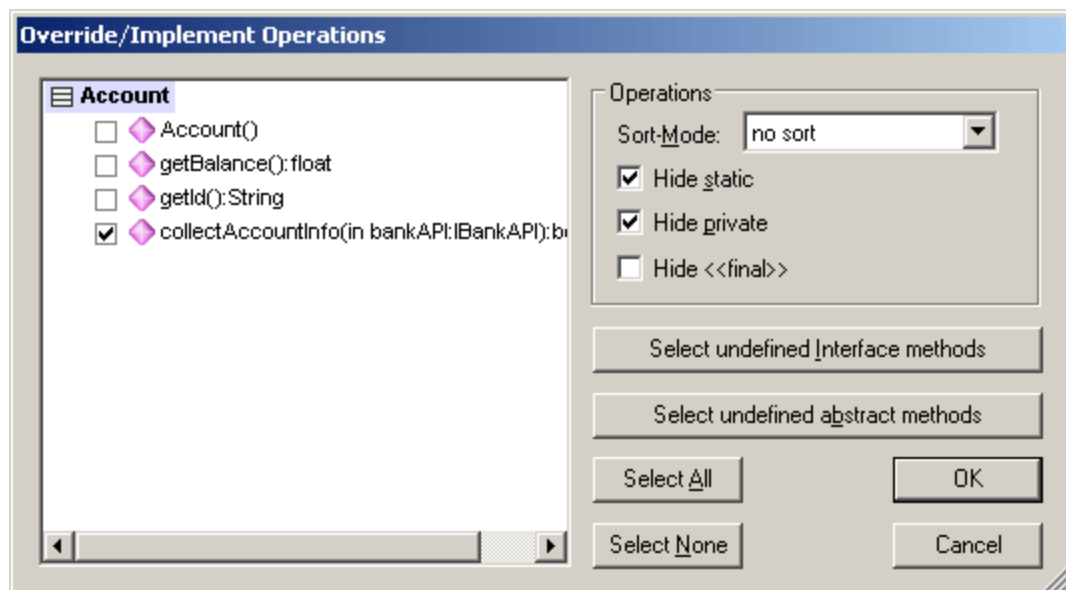 Override/Implement Operations
Account
Account()
getBalance():float
getId():String
collectAccountInfo(in bankAPI:IBankAPI):b
Operations
Sort-Mode: no sort
Hide static
Hide private
Hide <<final>>
Select undefined Interface methods
Select undefined abstract methods
Select All OK
Select None Cancel